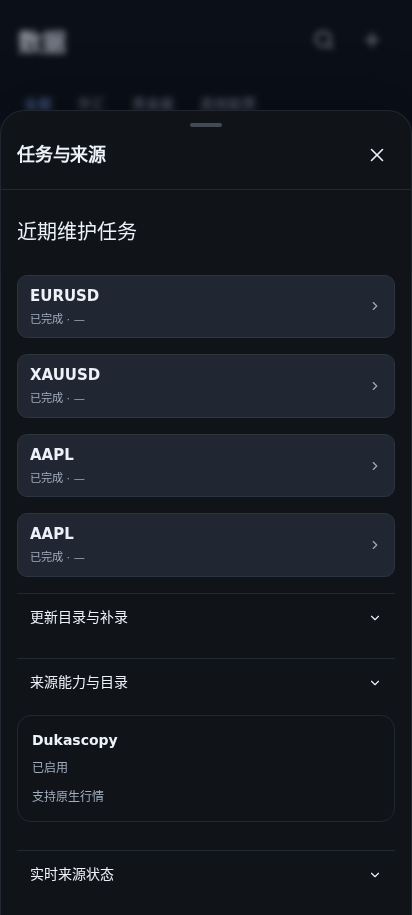 数据
任务与来源
近期维护任务
EURUSD
已完成 · —
XAUUSD
已完成 · —
AAPL
已完成 · —
AAPL
已完成 · —
更新目录与补录
来源能力与目录
Dukascopy
已启用
支持原生行情
实时来源状态